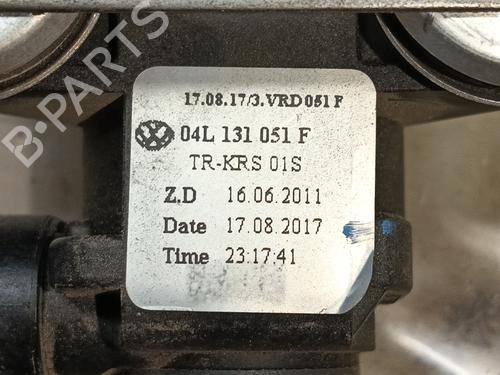 B-PARTS
17.08.17/3.VRD 051 F
04L 131 051 F
TR-KRS 01S
Z.D 16.06.2011
Date 17.08.2017
Time 23:17:41